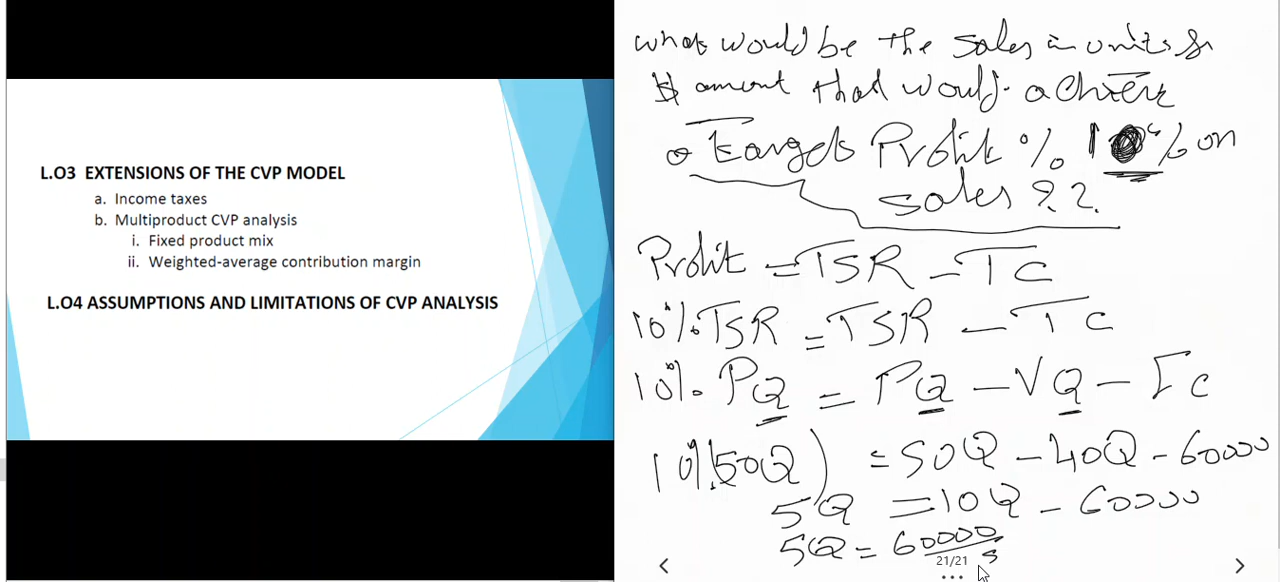 L.O3 EXTENSIONS OF THE CVP MODEL
a. Income taxes
b. Multiproduct CVP analysis
i. Fixed product mix
ii. Weighted-average contribution margin
L.O4 ASSUMPTIONS AND LIMITATIONS OF CVP ANALYSIS
what would be the sales in units &
$ amount that would achieve
a target Profit % 10% on
sales ??
Profit = TSR - TC
10% TSR = TSR - TC
10% PQ = PQ - VQ - FC
10%(50Q) = 50Q - 40Q - 60000
5Q = 10Q - 60000
5Q = 60000/5
21/21